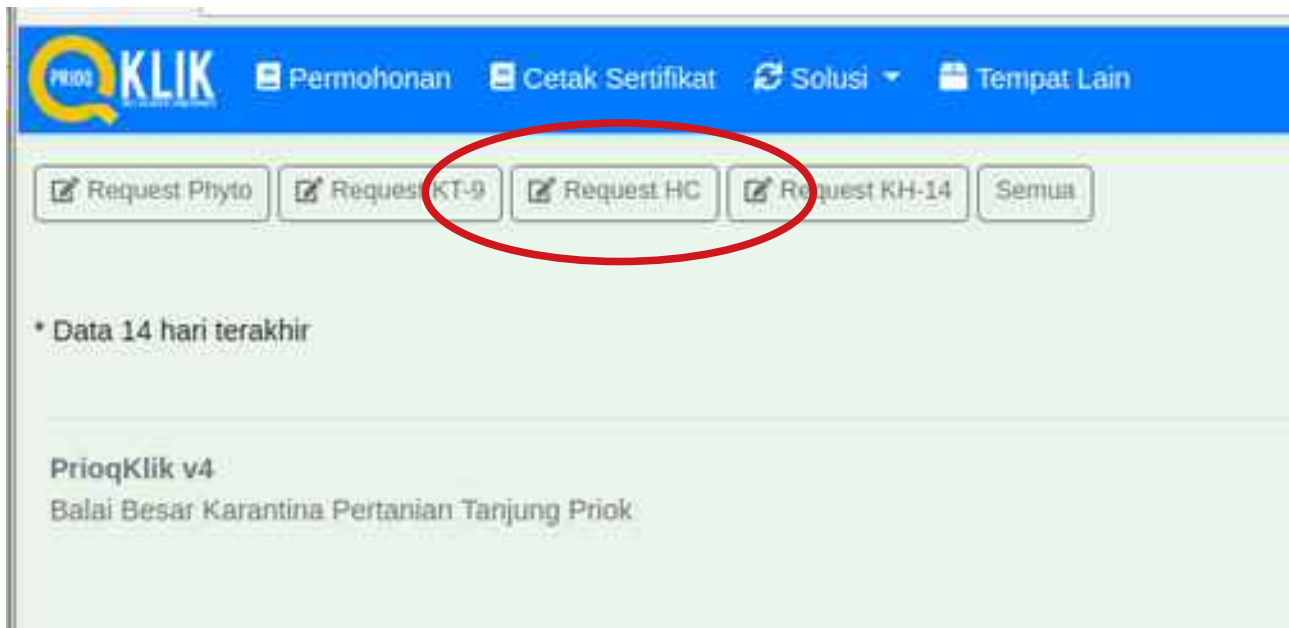 PRIOQ KLIK Permohonan Cetak Sertifikat Solusi Tempat Lain
Request Phyto Request KT-9 Request HC Request KH-14 Semua
* Data 14 hari terakhir
PrioqKlik v4
Balai Besar Karantina Pertanian Tanjung Priok